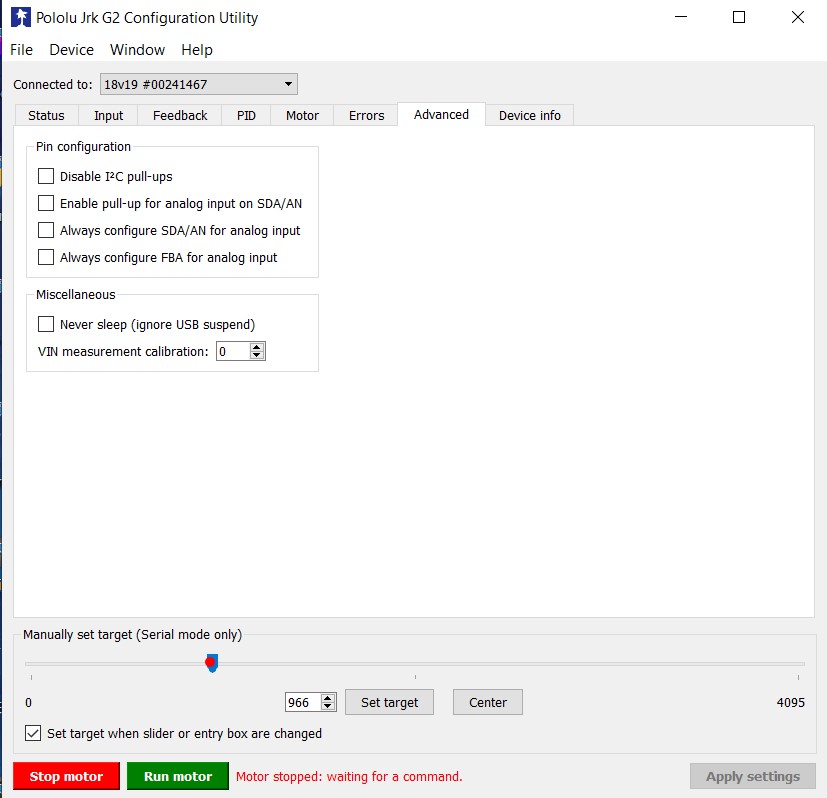 Pololu Jrk G2 Configuration Utility
File Device Window Help
Connected to: 18v19 #00241467
Status Input Feedback PID Motor Errors Advanced Device info
Pin configuration
Disable I²C pull-ups
Enable pull-up for analog input on SDA/AN
Always configure SDA/AN for analog input
Always configure FBA for analog input
Miscellaneous
Never sleep (ignore USB suspend)
VIN measurement calibration: 0
Manually set target (Serial mode only)
0 966 Set target Center 4095
Set target when slider or entry box are changed
Stop motor Run motor Motor stopped: waiting for a command. Apply settings